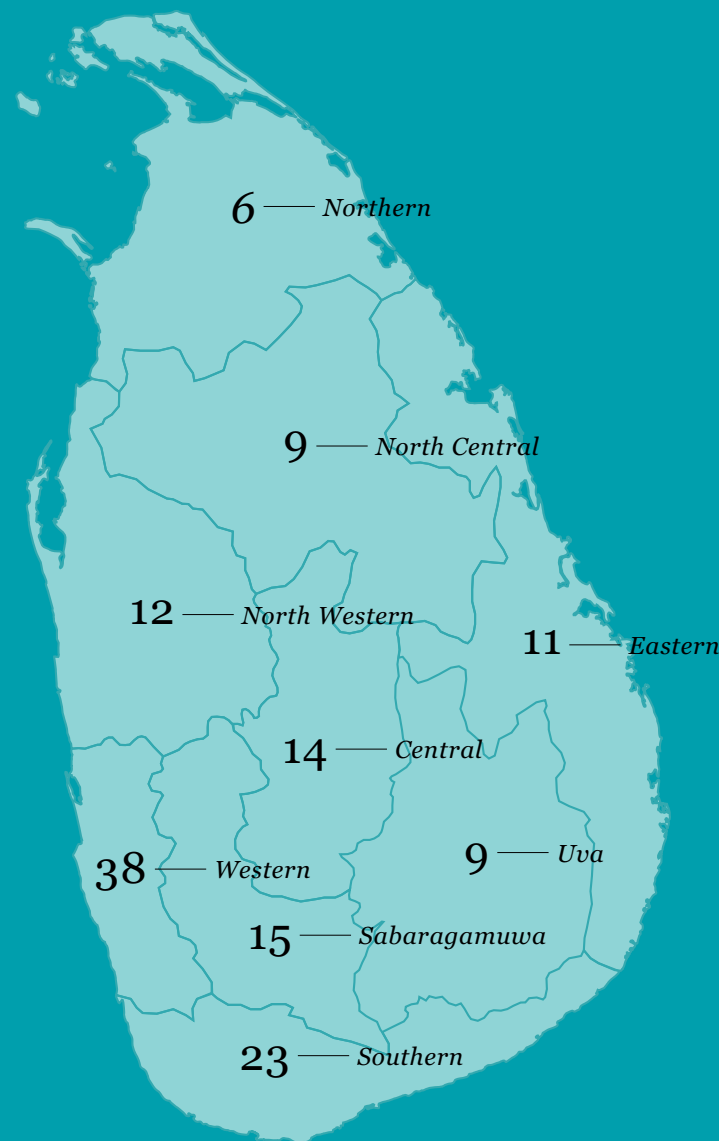 6 Northern
9 North Central
12 North Western
11 Eastern
14 Central
38 Western
9 Uva
15 Sabaragamuwa
23 Southern